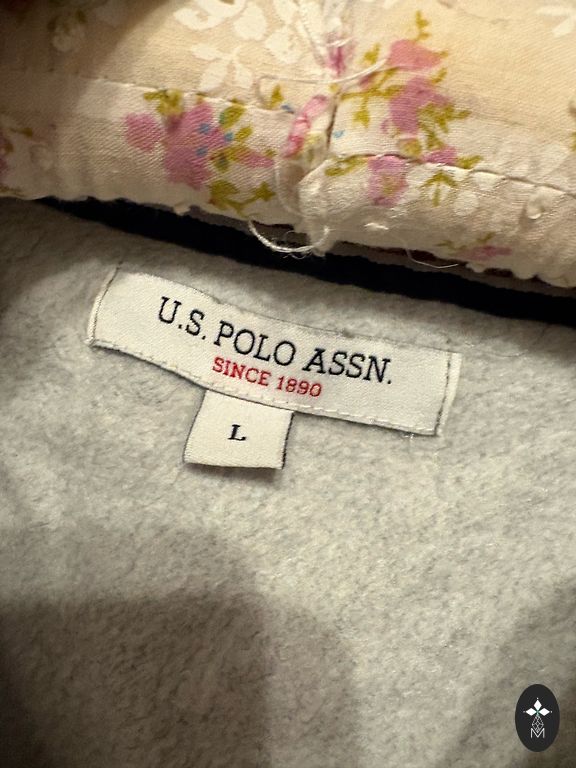 U.S. POLO ASSN.
SINCE 1890
L